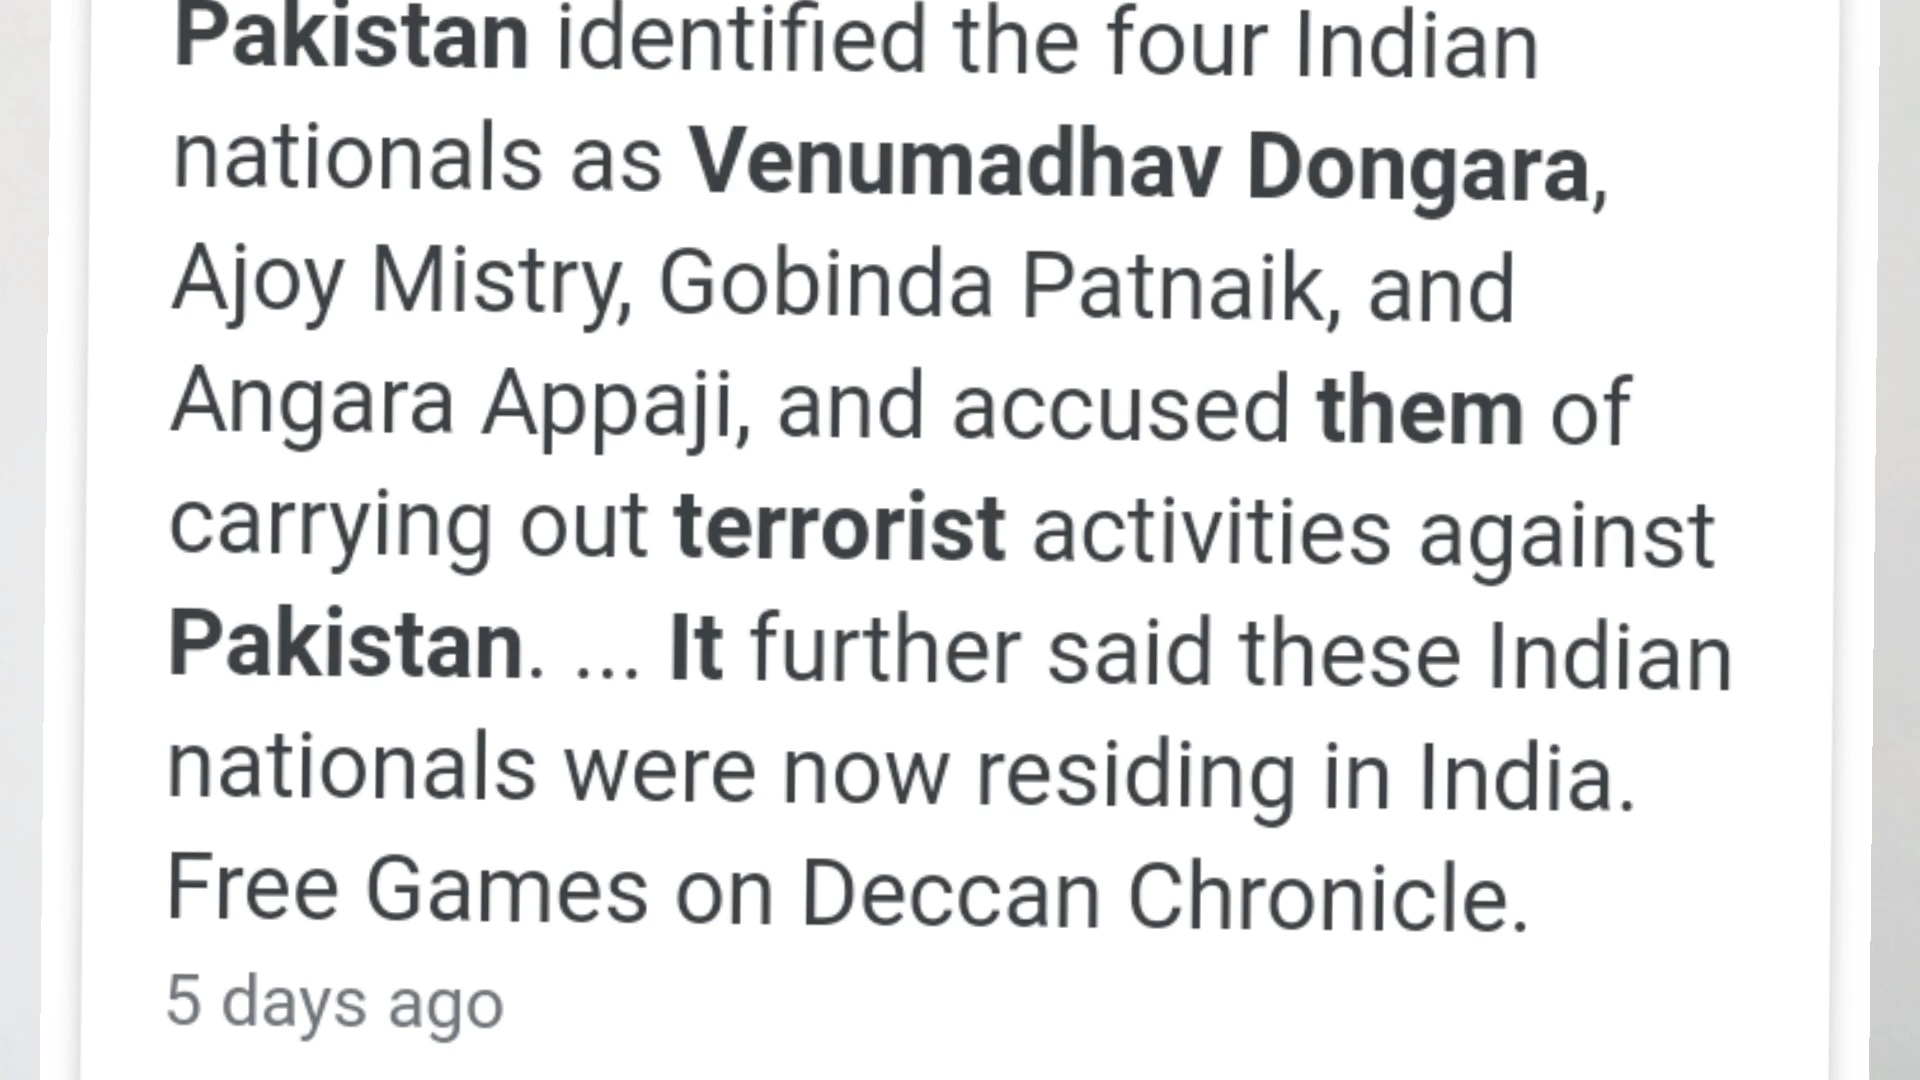 Pakistan identified the four Indian
nationals as Venumadhav Dongara,
Ajoy Mistry, Gobinda Patnaik, and
Angara Appaji, and accused them of
carrying out terrorist activities against
Pakistan. ... It further said these Indian
nationals were now residing in India.
Free Games on Deccan Chronicle.
5 days ago